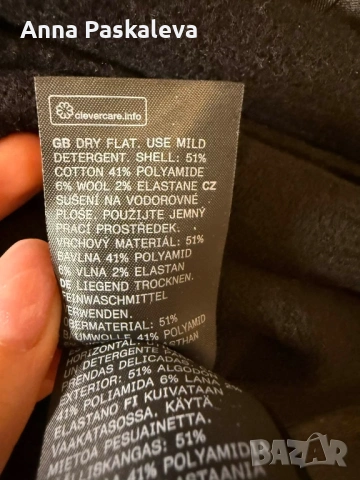 Anna Paskaleva
clevercare.info
GB DRY FLAT. USE MILD
DETERGENT. SHELL: 51%
COTTON 41% POLYAMIDE
6% WOOL 2% ELASTANE CZ
SUŠENÍ NA VODOROVNÉ
PLOŠE. POUŽIJTE JEMNÝ
PRACÍ PROSTŘEDEK.
VRCHOVÝ MATERIÁL: 51%
BAVLNA 41% POLYAMID
6% VLNA 2% ELASTAN
DE LIEGEND TROCKNEN.
FEINWASCHMITTEL
VERWENDEN.
OBERMATERIAL: 51%
BAUMWOLLE 41% POLYAMID
HORIZONTAL.
UN DETERGENTE
PRENDAS DELICADAS
EXTERIOR: 51% ALGODÓN
41% POLIAMIDA 6% LANA
ELASTANO FI KUIVATAAN
VAAKATASOSSA. KÄYTÄ
MIETOA PESUAINETTA.
51%
41% POLYAMIDE
BAZAR